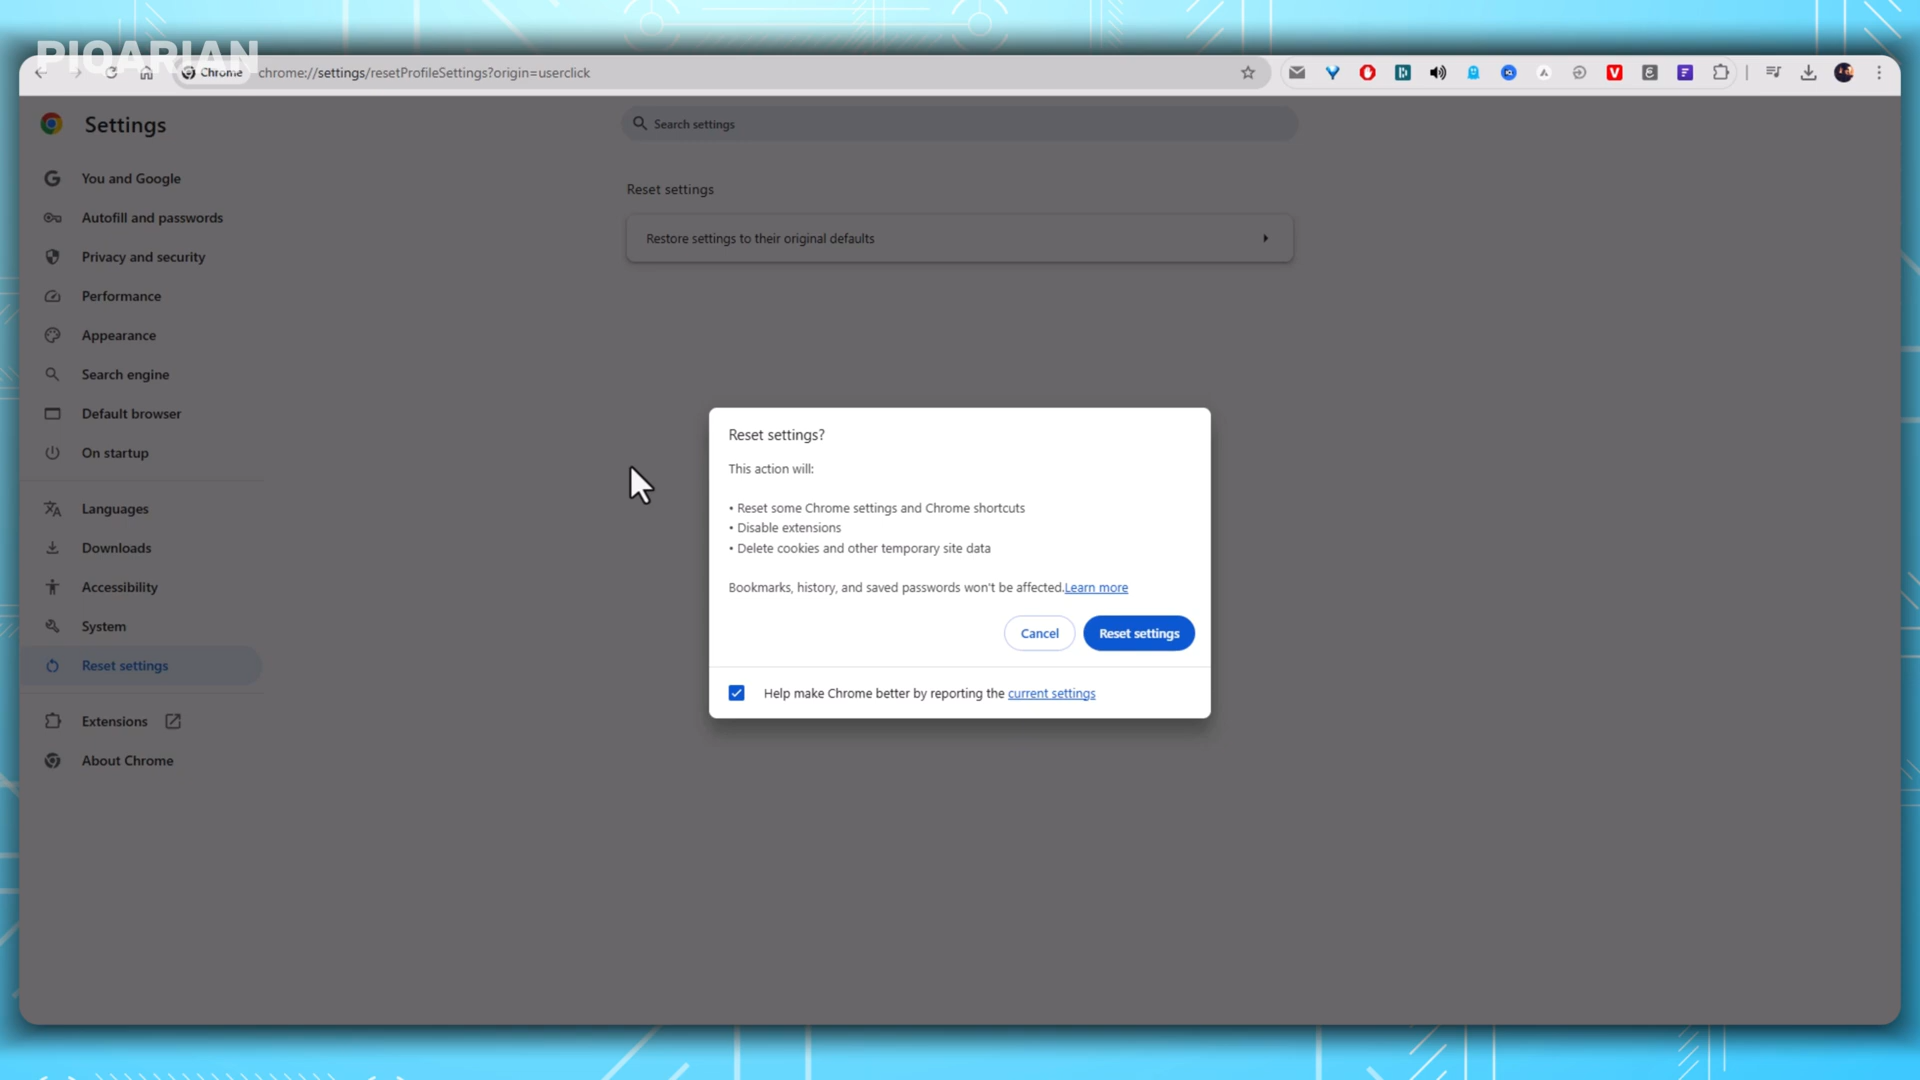 PIQARIAN
Chrome
chrome://settings/resetProfileSettings?origin=userclick
Settings
Search settings
You and Google
Autofill and passwords
Privacy and security
Performance
Appearance
Search engine
Default browser
On startup
Languages
Downloads
Accessibility
System
Reset settings
Extensions
About Chrome
Reset settings
Restore settings to their original defaults
Reset settings?
This action will:
• Reset some Chrome settings and Chrome shortcuts
• Disable extensions
• Delete cookies and other temporary site data
Bookmarks, history, and saved passwords won't be affected.Learn more
Cancel
Reset settings
Help make Chrome better by reporting the current settings